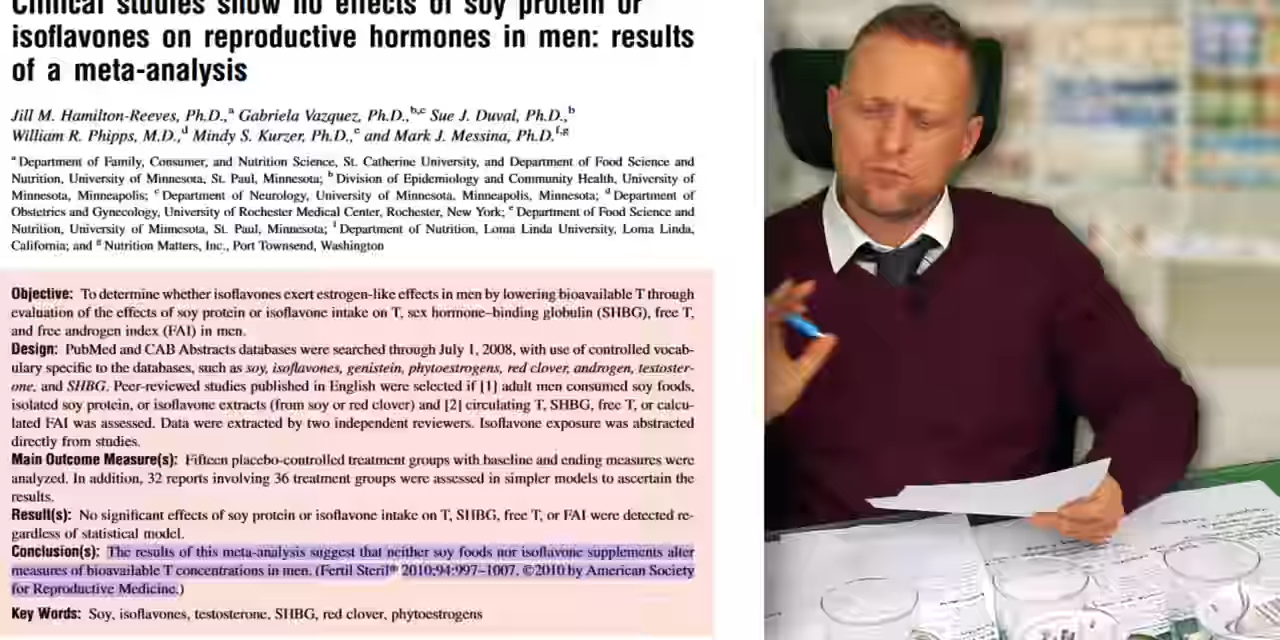 Clinical studies show no effects of soy protein or
isoflavones on reproductive hormones in men: results
of a meta-analysis
Jill M. Hamilton-Reeves, Ph.D.,a Gabriela Vazquez, Ph.D.,b,c Sue J. Duval, Ph.D.,b
William R. Phipps, M.D.,d Mindy S. Kurzer, Ph.D.,e and Mark J. Messina, Ph.D.f,g
a Department of Family, Consumer, and Nutrition Science, St. Catherine University, and Department of Food Science and
Nutrition, University of Minnesota, St. Paul, Minnesota; b Division of Epidemiology and Community Health, University of
Minnesota, Minneapolis; c Department of Neurology, University of Minnesota, Minneapolis, Minnesota; d Department of
Obstetrics and Gynecology, University of Rochester Medical Center, Rochester, New York; e Department of Food Science and
Nutrition, University of Minnesota, St. Paul, Minnesota; f Department of Nutrition, Loma Linda University, Loma Linda,
California; and g Nutrition Matters, Inc., Port Townsend, Washington
Objective: To determine whether isoflavones exert estrogen-like effects in men by lowering bioavailable T through
evaluation of the effects of soy protein or isoflavone intake on T, sex hormone–binding globulin (SHBG), free T,
and free androgen index (FAI) in men.
Design: PubMed and CAB Abstracts databases were searched through July 1, 2008, with use of controlled vocab-
ulary specific to the databases, such as soy, isoflavones, genistein, phytoestrogens, red clover, androgen, testoster-
one, and SHBG. Peer-reviewed studies published in English were selected if [1] adult men consumed soy foods,
isolated soy protein, or isoflavone extracts (from soy or red clover) and [2] circulating T, SHBG, free T, or calcu-
lated FAI was assessed. Data were extracted by two independent reviewers. Isoflavone exposure was abstracted
directly from studies.
Main Outcome Measure(s): Fifteen placebo-controlled treatment groups with baseline and ending measures were
analyzed. In addition, 32 reports involving 36 treatment groups were assessed in simpler models to ascertain the
results.
Result(s): No significant effects of soy protein or isoflavone intake on T, SHBG, free T, or FAI were detected re-
gardless of statistical model.
Conclusion(s): The results of this meta-analysis suggest that neither soy foods nor isoflavone supplements alter
measures of bioavailable T concentrations in men. (Fertil Steril® 2010;94:997–1007. ©2010 by American Society
for Reproductive Medicine.)
Key Words: Soy, isoflavones, testosterone, SHBG, red clover, phytoestrogens